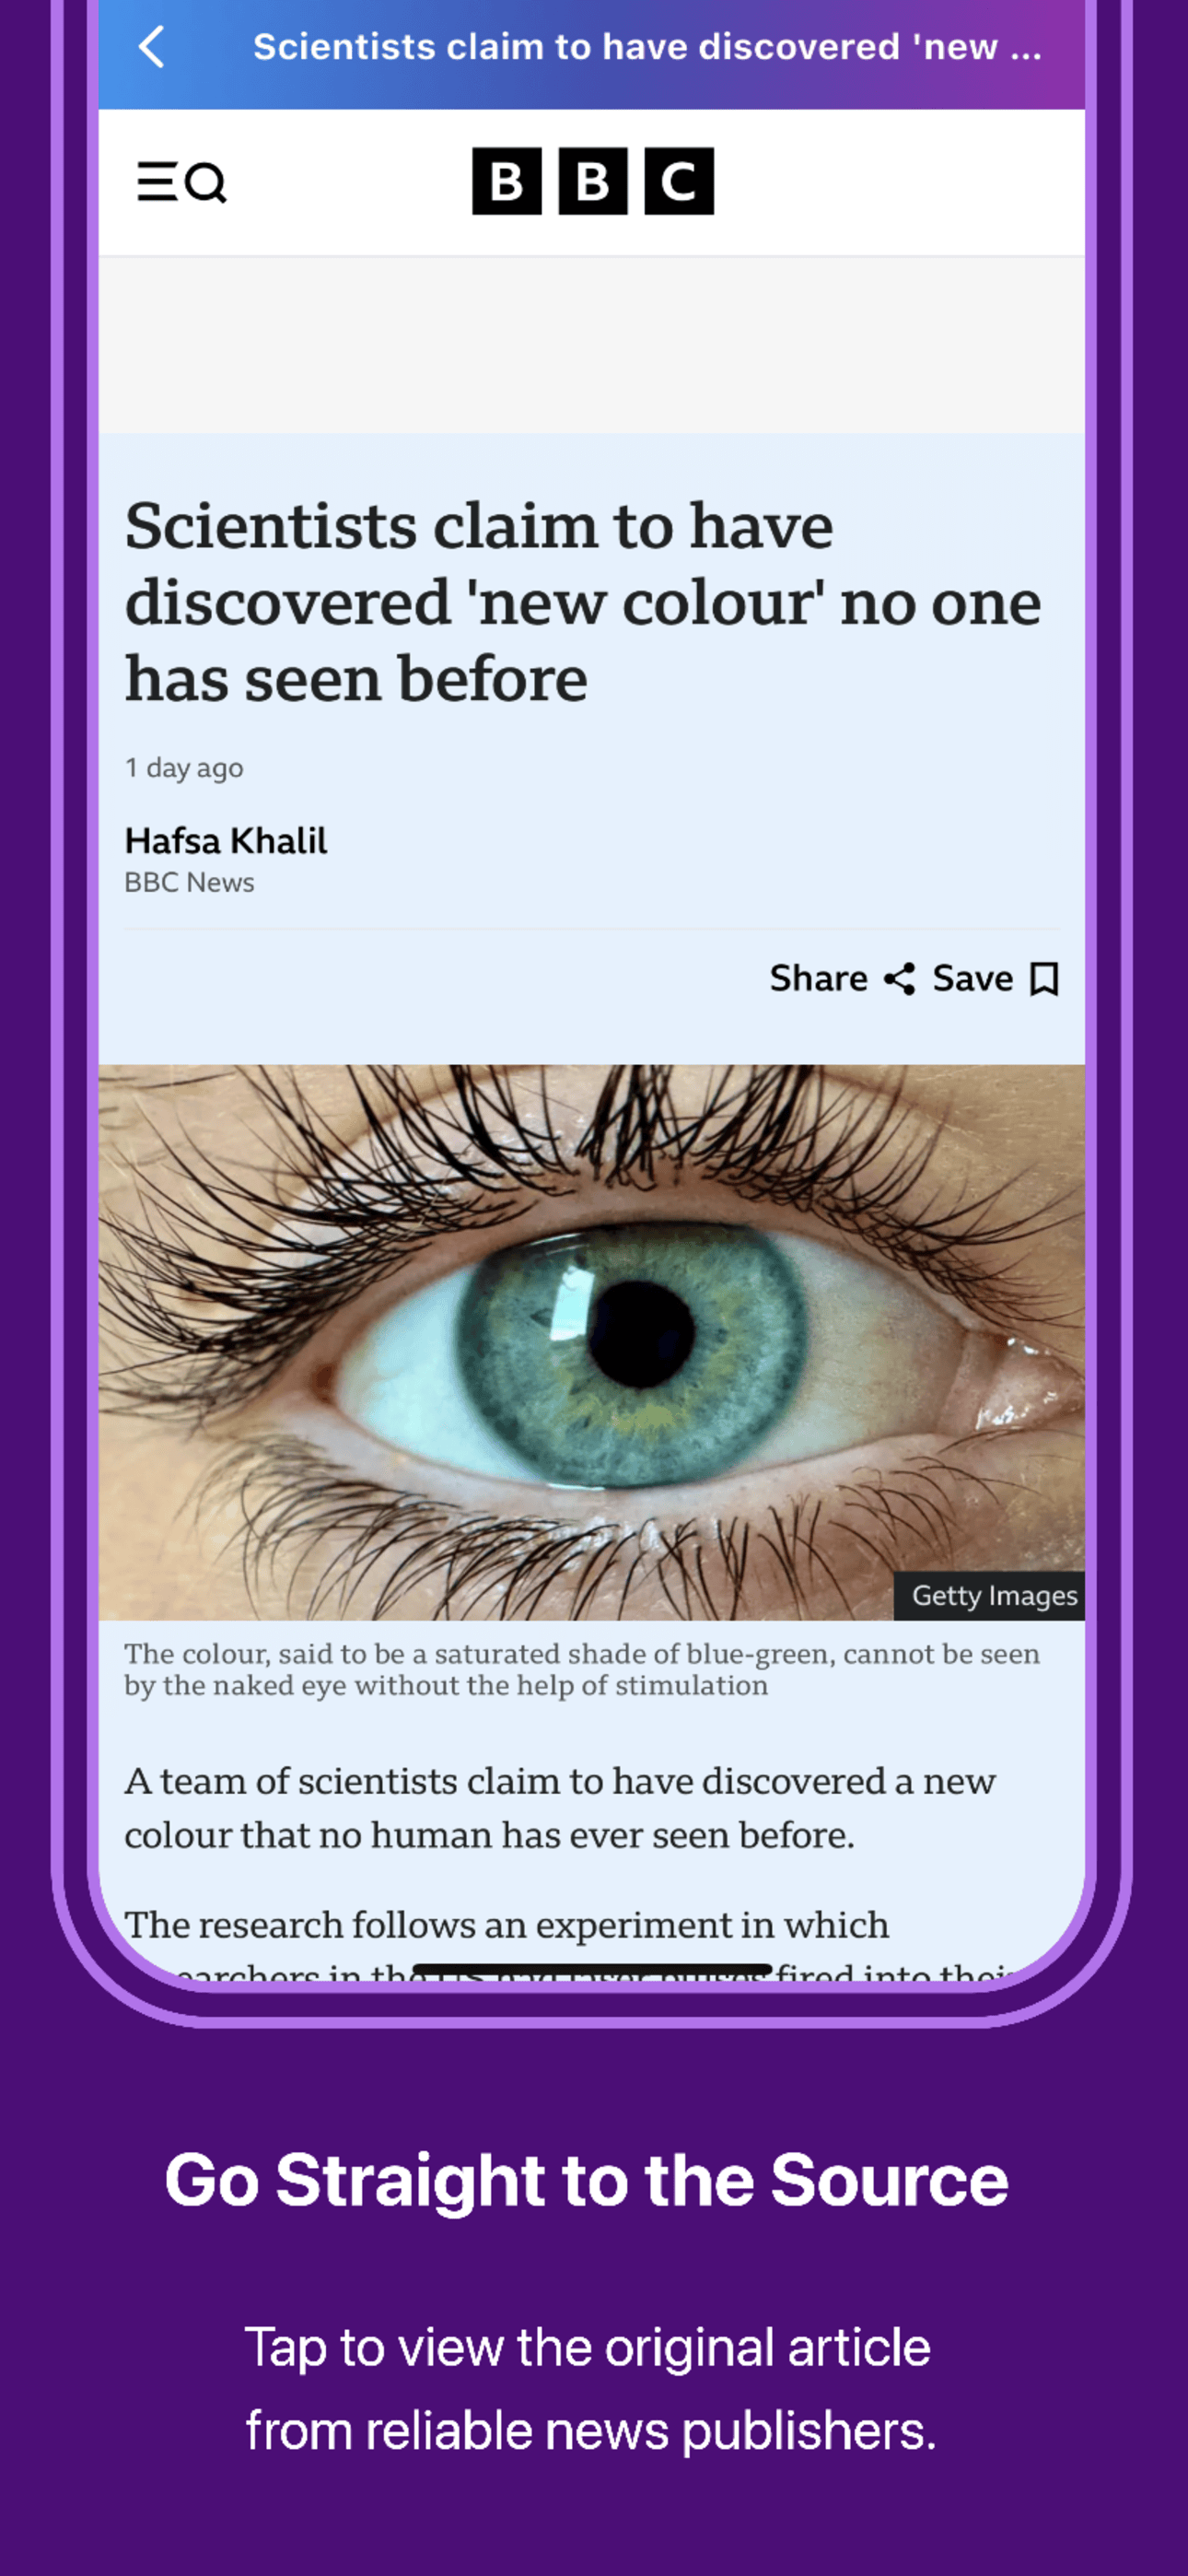 Scientists claim to have discovered 'new ...
BBC
Scientists claim to have
discovered 'new colour' no one
has seen before
1 day ago
Hafsa Khalil
BBC News
Share Save
Getty Images
The colour, said to be a saturated shade of blue-green, cannot be seen
by the naked eye without the help of stimulation
A team of scientists claim to have discovered a new
colour that no human has ever seen before.
The research follows an experiment in which
in the fired into
Go Straight to the Source
Tap to view the original article
from reliable news publishers.